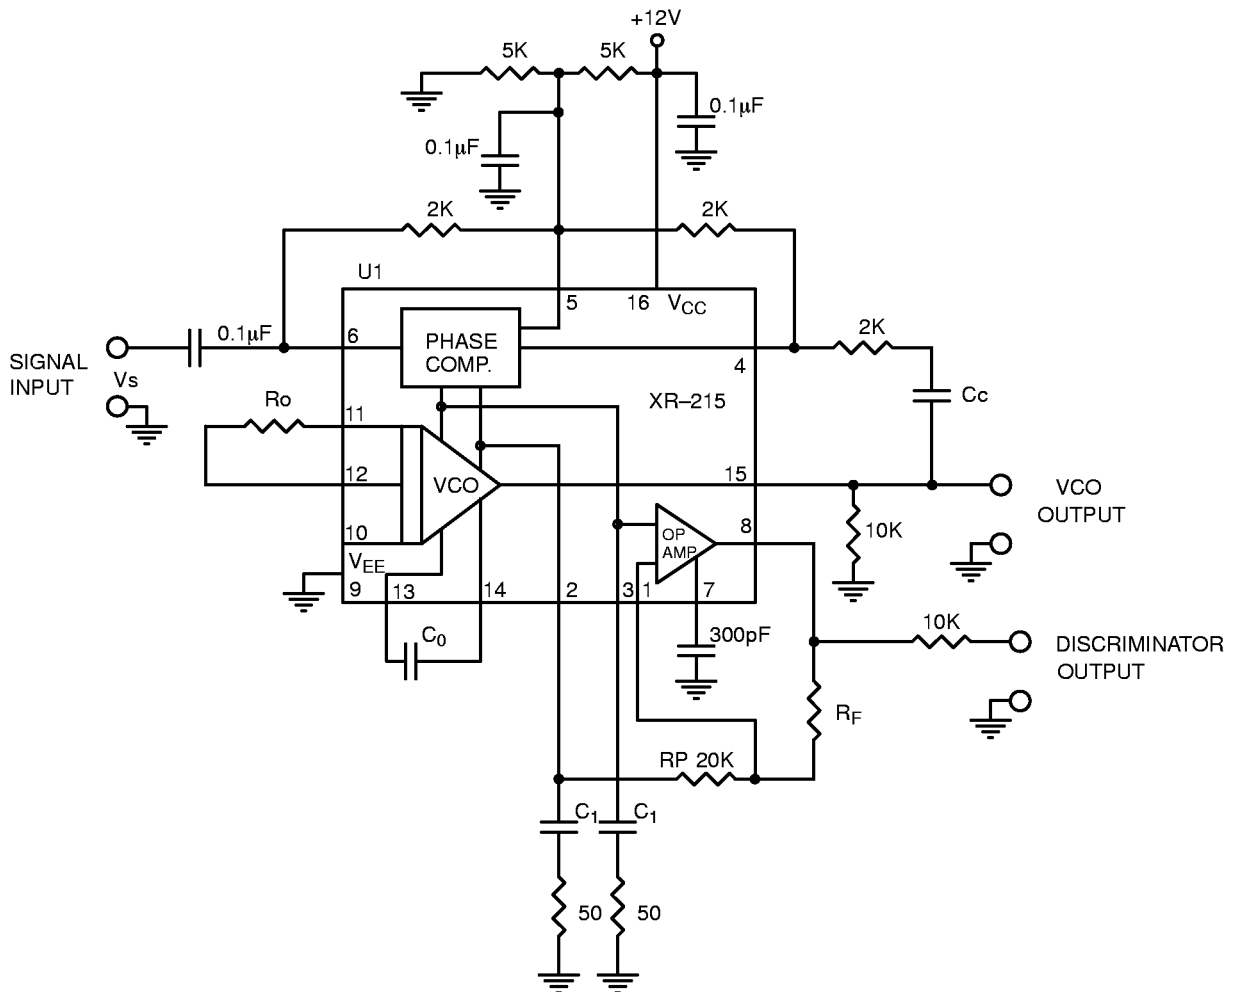 +12V
5K
5K
0.1µF
0.1µF
2K
2K
U1
5
16
VCC
0.1µF
6
PHASE
COMP.
4
2K
SIGNAL
INPUT
Vs
Cc
Ro
11
XR–215
12
VCO
15
VCO
OUTPUT
10
OP
AMP
8
10K
VEE
9
13
14
2
3
1
7
C0
300pF
10K
DISCRIMINATOR
OUTPUT
RF
RP 20K
C1
C1
50
50